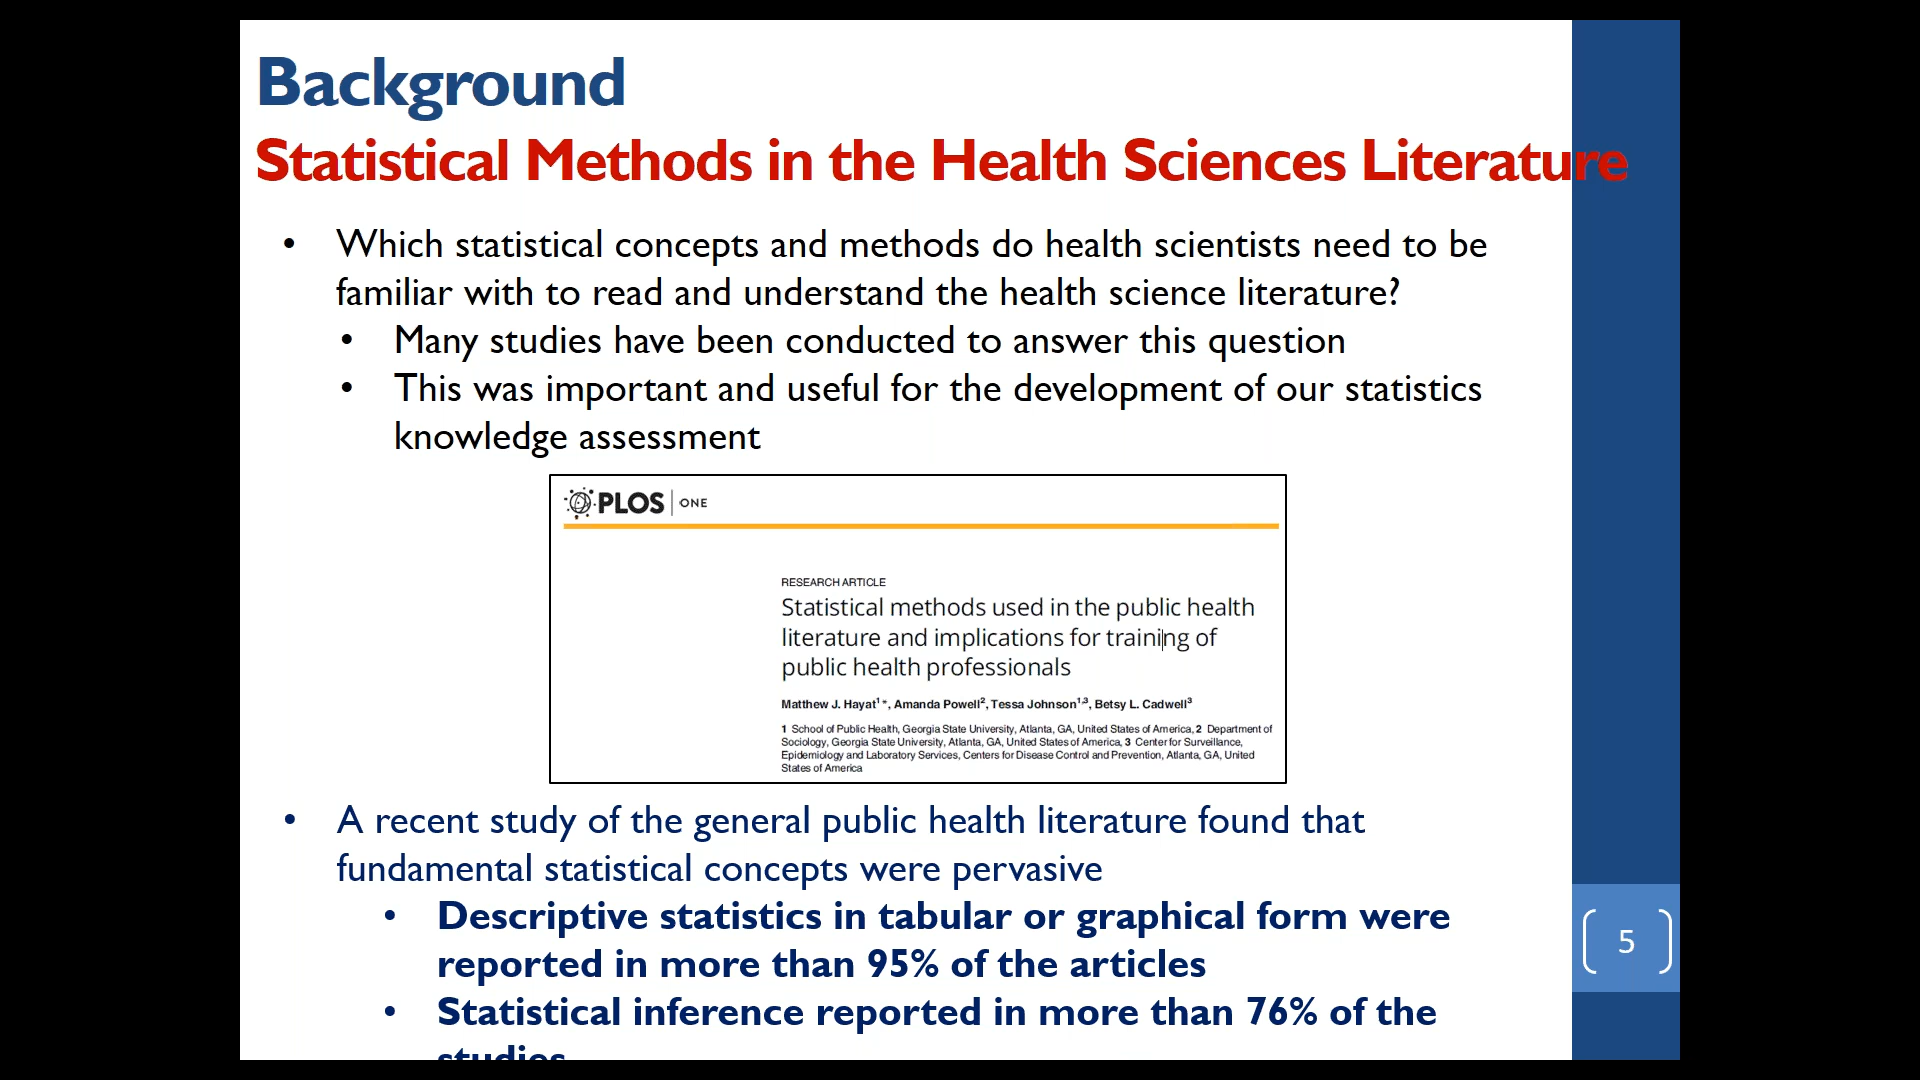 Background
Statistical Methods in the Health Sciences Literature
• Which statistical concepts and methods do health scientists need to be
familiar with to read and understand the health science literature?
• Many studies have been conducted to answer this question
• This was important and useful for the development of our statistics
knowledge assessment
PLOS | ONE
RESEARCH ARTICLE
Statistical methods used in the public health
literature and implications for training of
public health professionals
Matthew J. Hayat1*, Amanda Powell2, Tessa Johnson1,3, Betsy L. Cadwell3
1 School of Public Health, Georgia State University, Atlanta, GA, United States of America, 2 Department of
Sociology, Georgia State University, Atlanta, GA, United States of America, 3 Center for Surveillance,
Epidemiology and Laboratory Services, Centers for Disease Control and Prevention, Atlanta, GA, United
States of America
• A recent study of the general public health literature found that
fundamental statistical concepts were pervasive
• Descriptive statistics in tabular or graphical form were
reported in more than 95% of the articles
• Statistical inference reported in more than 76% of the
studies
5